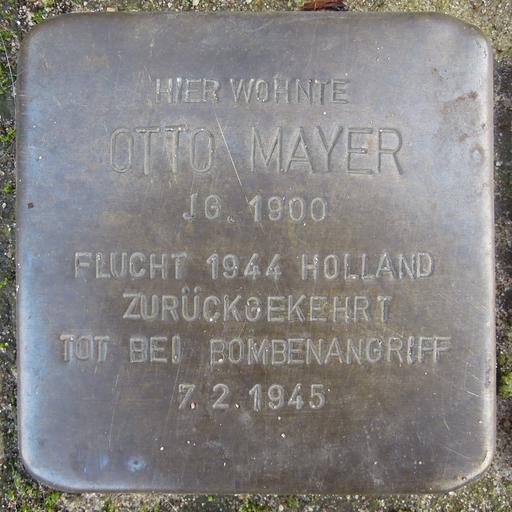 HIER WOHNTE
OTTO MAYER
JG. 1900
FLUCHT 1944 HOLLAND
ZURÜCKGEKEHRT
TOT BEI BOMBENANGRIFF
7.2.1945